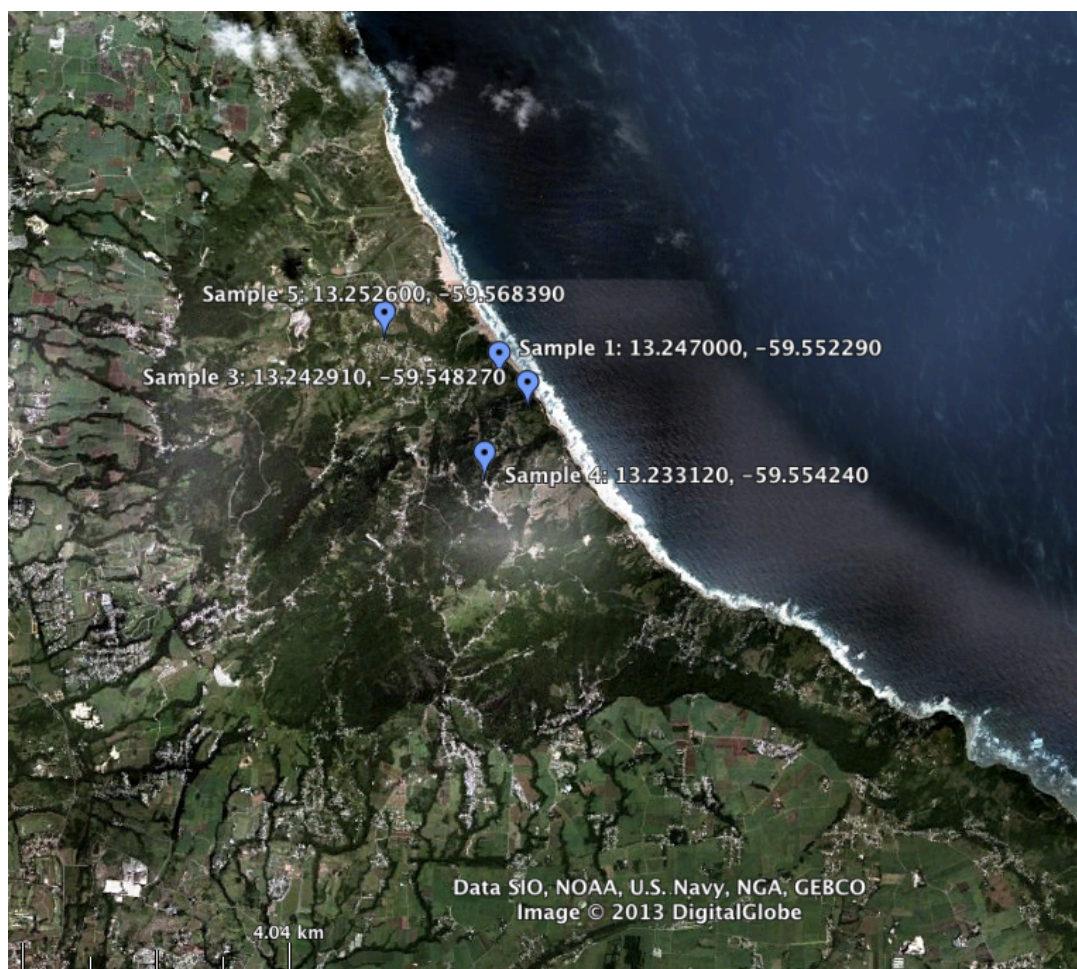 Sample 5: 13.252600, -59.568390
Sample 1: 13.247000, -59.552290
Sample 3: 13.242910, -59.548270
Sample 4: 13.233120, -59.554240
Data SIO, NOAA, U.S. Navy, NGA, GEBCO
Image © 2013 DigitalGlobe
4.04 km